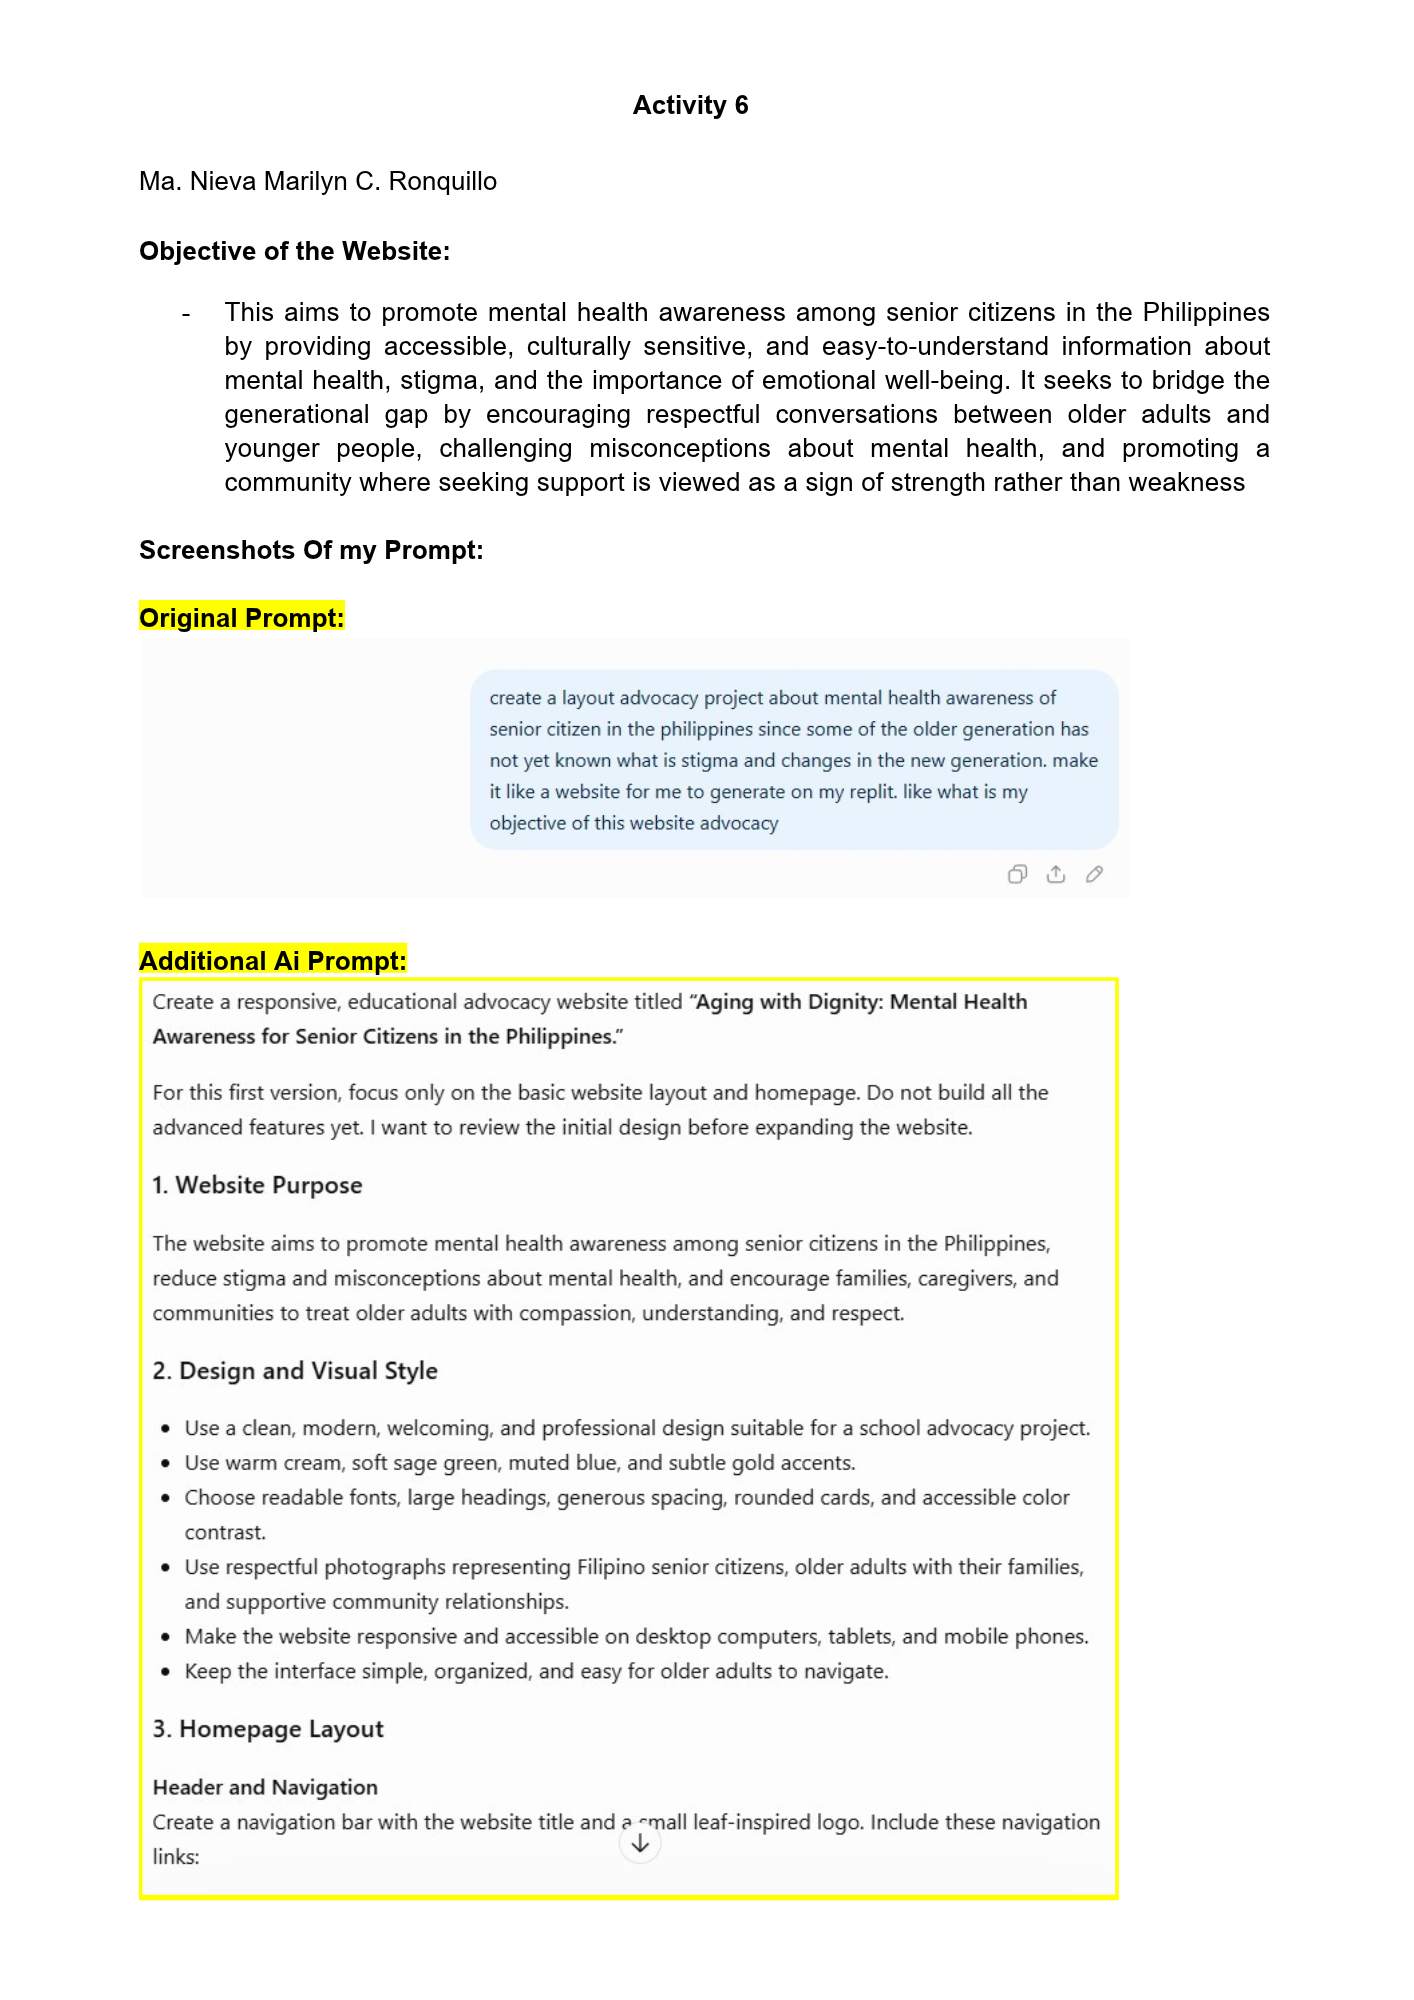 Activity 6
Ma. Nieva Marilyn C. Ronquillo
Objective of the Website:
- This aims to promote mental health awareness among senior citizens in the Philippines
by providing accessible, culturally sensitive, and easy-to-understand information about
mental health, stigma, and the importance of emotional well-being. It seeks to bridge the
generational gap by encouraging respectful conversations between older adults and
younger people, challenging misconceptions about mental health, and promoting a
community where seeking support is viewed as a sign of strength rather than weakness
Screenshots Of my Prompt:
Original Prompt:
create a layout advocacy project about mental health awareness of
senior citizen in the philippines since some of the older generation has
not yet known what is stigma and changes in the new generation. make
it like a website for me to generate on my replit. like what is my
objective of this website advocacy
Additional Ai Prompt:
Create a responsive, educational advocacy website titled “Aging with Dignity: Mental Health
Awareness for Senior Citizens in the Philippines.”
For this first version, focus only on the basic website layout and homepage. Do not build all the
advanced features yet. I want to review the initial design before expanding the website.
1. Website Purpose
The website aims to promote mental health awareness among senior citizens in the Philippines,
reduce stigma and misconceptions about mental health, and encourage families, caregivers, and
communities to treat older adults with compassion, understanding, and respect.
2. Design and Visual Style
• Use a clean, modern, welcoming, and professional design suitable for a school advocacy project.
• Use warm cream, soft sage green, muted blue, and subtle gold accents.
• Choose readable fonts, large headings, generous spacing, rounded cards, and accessible color
contrast.
• Use respectful photographs representing Filipino senior citizens, older adults with their families,
and supportive community relationships.
• Make the website responsive and accessible on desktop computers, tablets, and mobile phones.
• Keep the interface simple, organized, and easy for older adults to navigate.
3. Homepage Layout
Header and Navigation
Create a navigation bar with the website title and a small leaf-inspired logo. Include these navigation
links: